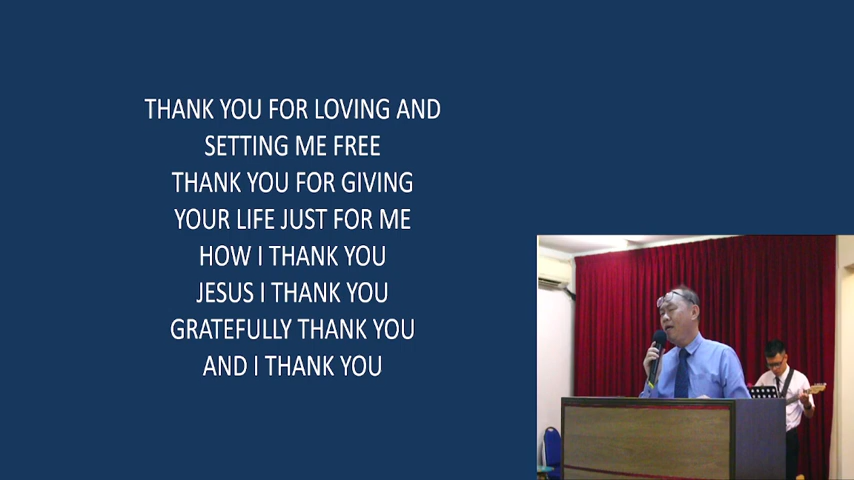 THANK YOU FOR LOVING AND
SETTING ME FREE
THANK YOU FOR GIVING
YOUR LIFE JUST FOR ME
HOW I THANK YOU
JESUS I THANK YOU
GRATEFULLY THANK YOU
AND I THANK YOU